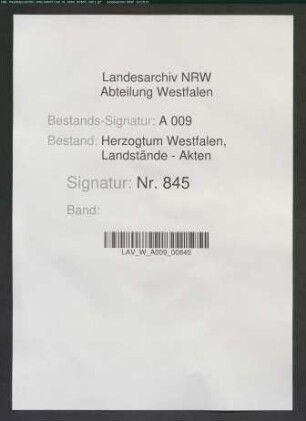 Landesarchiv NRW
Abteilung Westfalen
Bestands-Signatur: A 009
Bestand: Herzogtum Westfalen,
Landstände - Akten
Signatur: Nr. 845
Band:
LAV_W_A009_00845